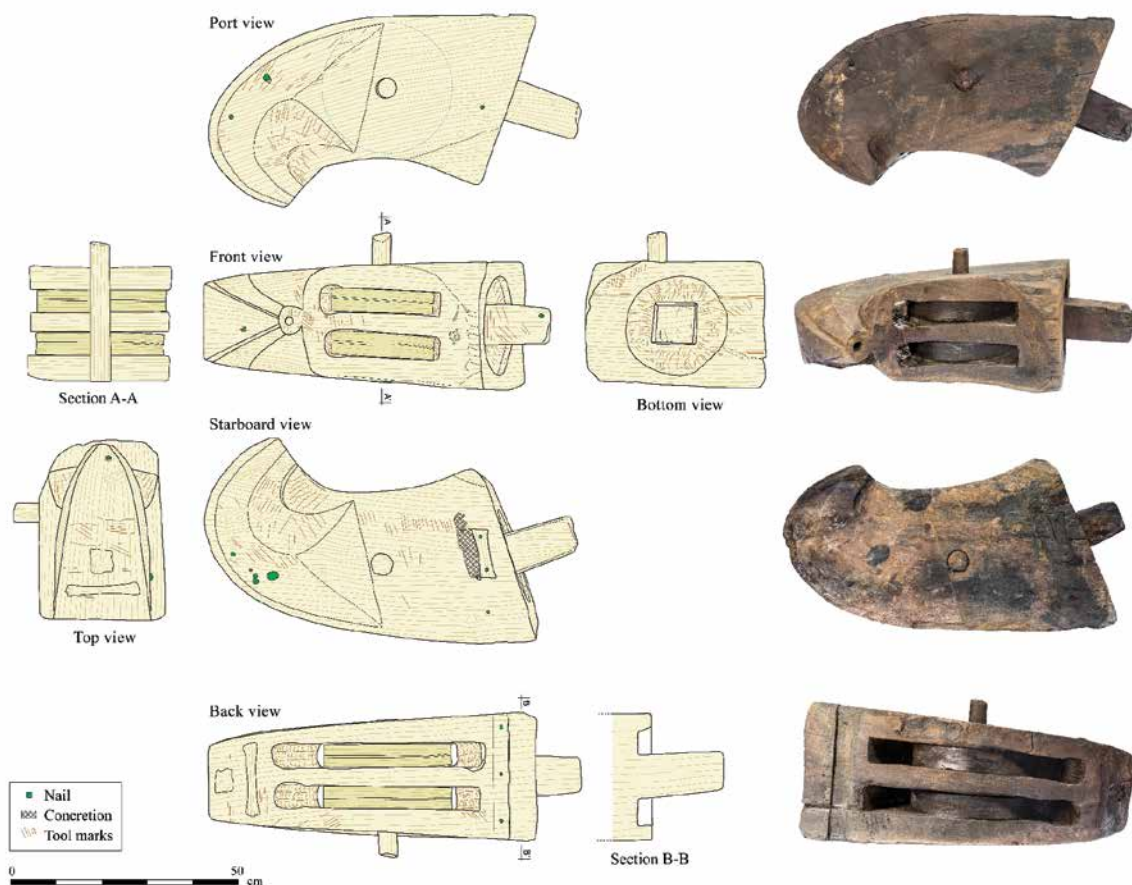 Port view
Front view
A
A'
Section A-A
Bottom view
Starboard view
Top view
Back view
B
B'
Section B-B
Nail
Concretion
Tool marks
0 50
cm